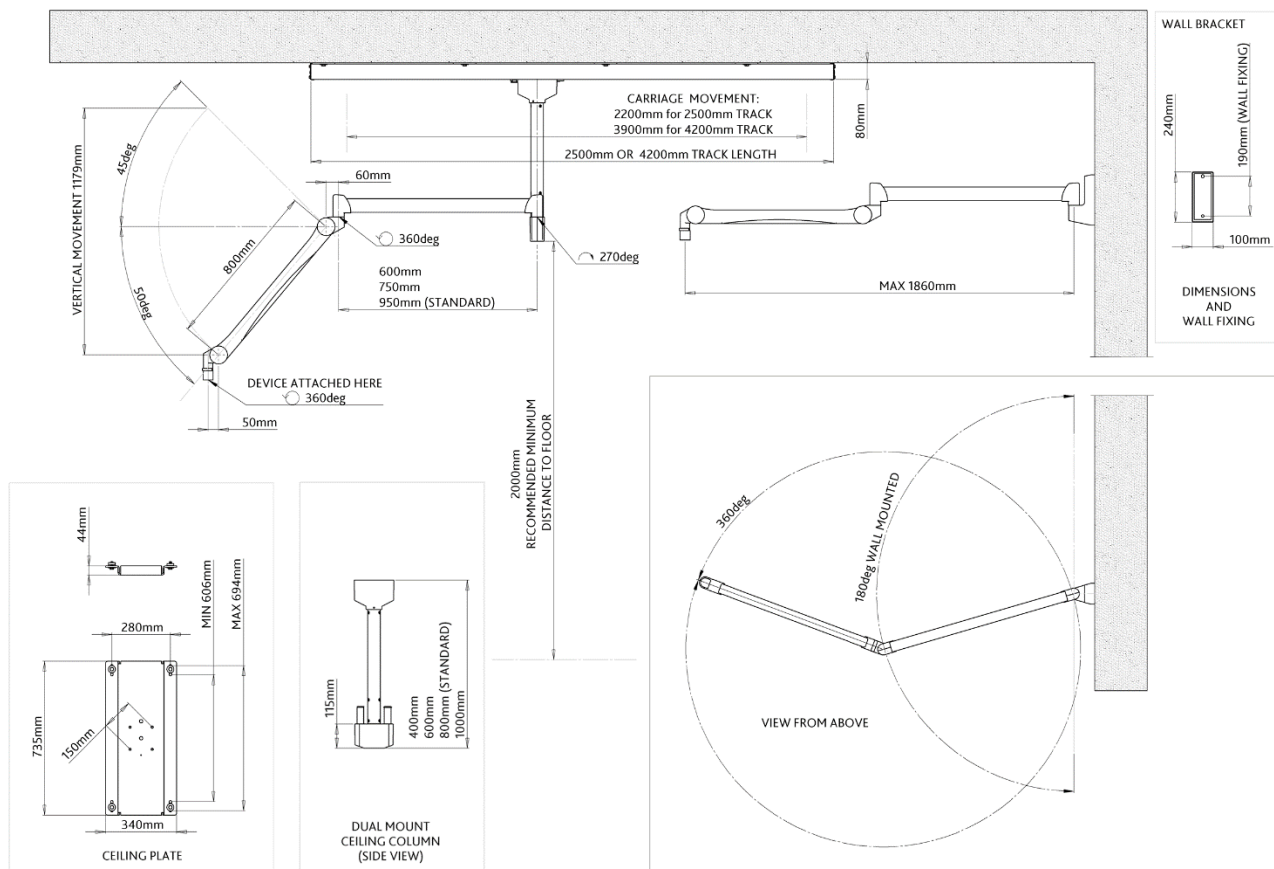 WALL BRACKET
240mm
190mm (WALL FIXING)
100mm
DIMENSIONS
AND
WALL FIXING
CARRIAGE MOVEMENT:
2200mm for 2500mm TRACK
3900mm for 4200mm TRACK
80mm
2500mm OR 4200mm TRACK LENGTH
45deg
VERTICAL MOVEMENT 1179mm
60mm
800mm
360deg
270deg
600mm
750mm
950mm (STANDARD)
MAX 1860mm
50deg
DEVICE ATTACHED HERE
360deg
50mm
2000mm
RECOMMENDED MINIMUM
DISTANCE TO FLOOR
44mm
280mm
MIN 606mm
MAX 694mm
735mm
150mm
340mm
CEILING PLATE
115mm
400mm
600mm
800mm (STANDARD)
1000mm
DUAL MOUNT
CEILING COLUMN
(SIDE VIEW)
360deg
180deg WALL MOUNTED
VIEW FROM ABOVE